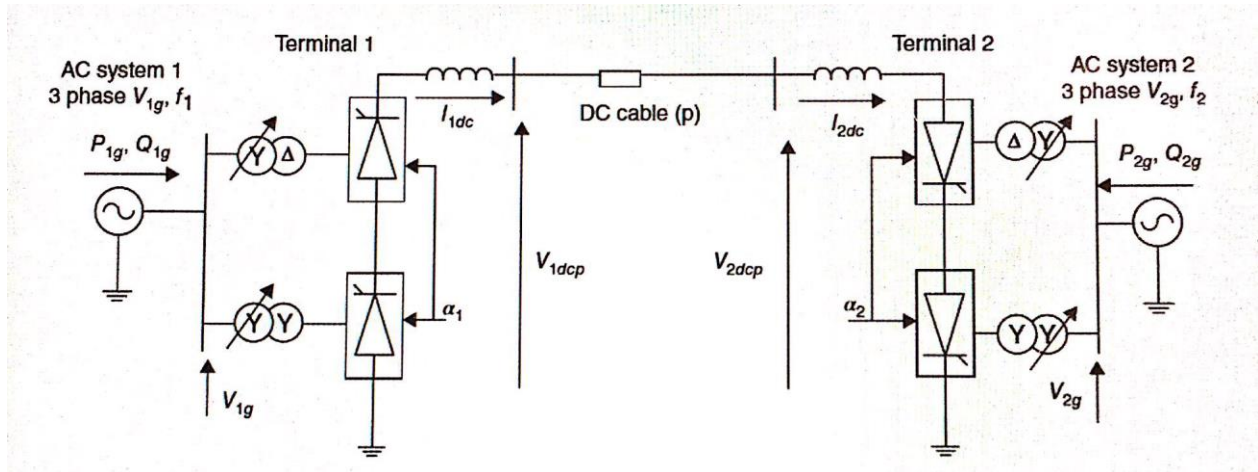 Terminal 1
Terminal 2
AC system 1
3 phase V1g, f1
AC system 2
3 phase V2g, f2
I1dc
DC cable (p)
I2dc
P1g, Q1g
P2g, Q2g
Y Δ
Δ Y
V1dcp
V2dcp
α1
α2
Y Y
Y Y
V1g
V2g